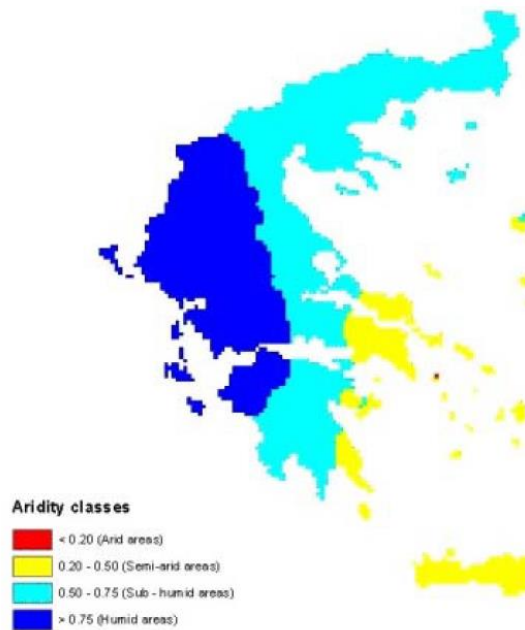 Aridity classes
< 0.20 (Arid areas)
0.20 - 0.50 (Semi-arid areas)
0.50 - 0.75 (Sub - humid areas)
> 0.75 (Humid areas)